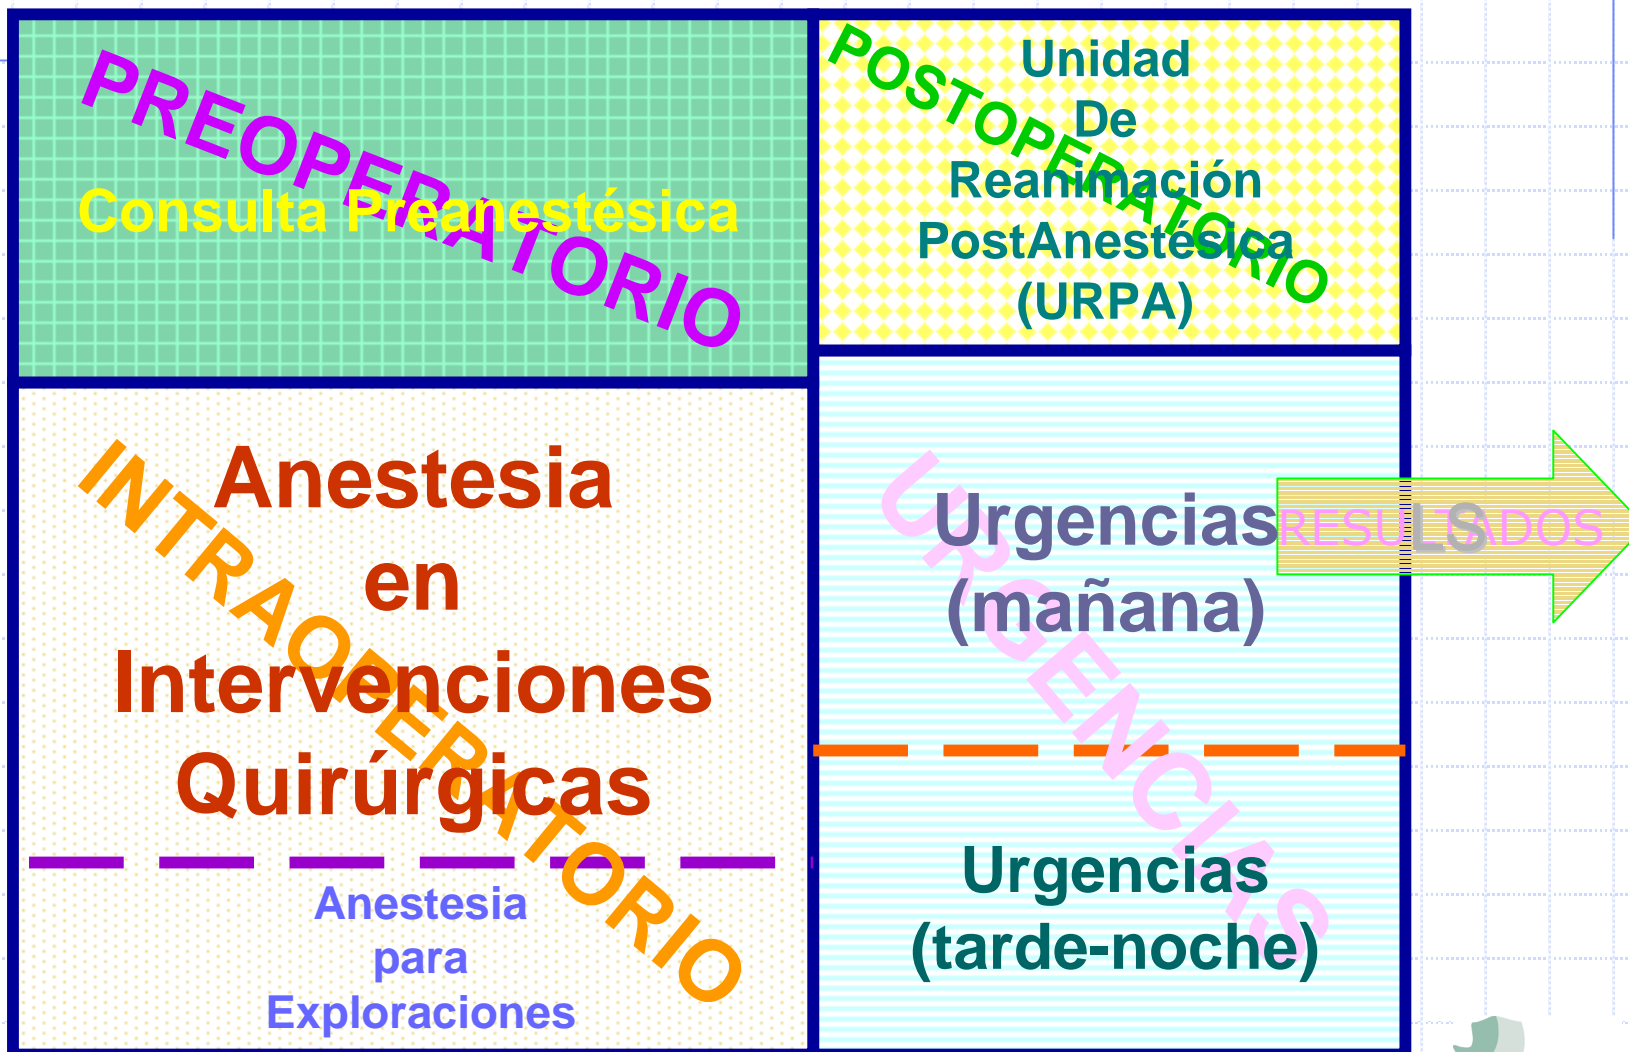 PREOPERATORIO
Consulta Preanestésica
POSTOPERATORIO
Unidad
De
Reanimación
PostAnestésica
(URPA)
INTRAOPERATORIO
Anestesia
en
Intervenciones
Quirúrgicas
Anestesia
para
Exploraciones
URGENCIAS
Urgencias
(mañana)
Urgencias
(tarde-noche)
RESULTADOS
LS